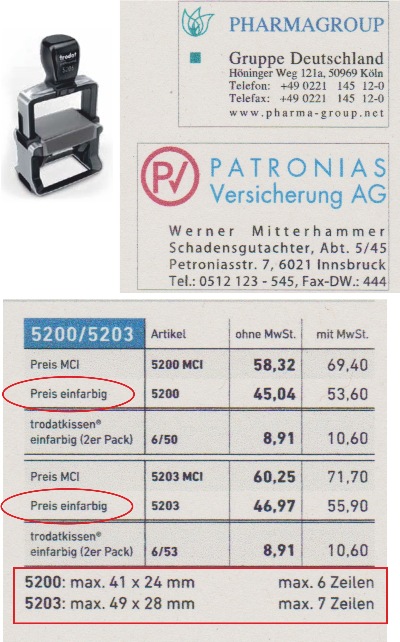 trodat
PHARMAGROUP
Gruppe Deutschland
Höninger Weg 121a, 50969 Köln
Telefon: +49 0221 145 12-0
Telefax: +49 0221 145 12-0
www.pharma-group.net
PV PATRONIAS
Versicherung AG
Werner Mitterhammer
Schadensgutachter, Abt. 5/45
Petroniasstr. 7, 6021 Innsbruck
Tel.: 0512 123 - 545, Fax-DW.: 444
5200/5203 Artikel ohne MwSt. mit MwSt.
Preis MCI 5200 MCI 58,32 69,40
Preis einfarbig 5200 45,04 53,60
trodatkissen®
einfarbig (2er Pack) 6/50 8,91 10,60
Preis MCI 5203 MCI 60,25 71,70
Preis einfarbig 5203 46,97 55,90
trodatkissen®
einfarbig (2er Pack) 6/53 8,91 10,60
5200: max. 41 x 24 mm max. 6 Zeilen
5203: max. 49 x 28 mm max. 7 Zeilen